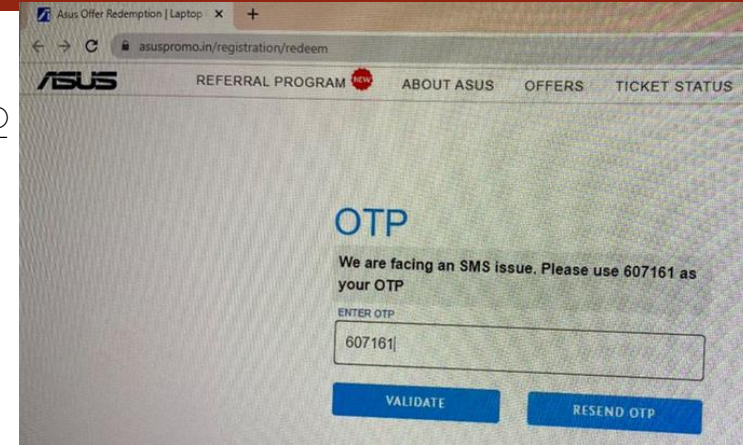 Asus Offer Redemption | Laptop
asuspromo.in/registration/redeem
ASUS REFERRAL PROGRAM NEW ABOUT ASUS OFFERS TICKET STATUS
OTP
We are facing an SMS issue. Please use 607161 as
your OTP
ENTER OTP
607161
VALIDATE RESEND OTP